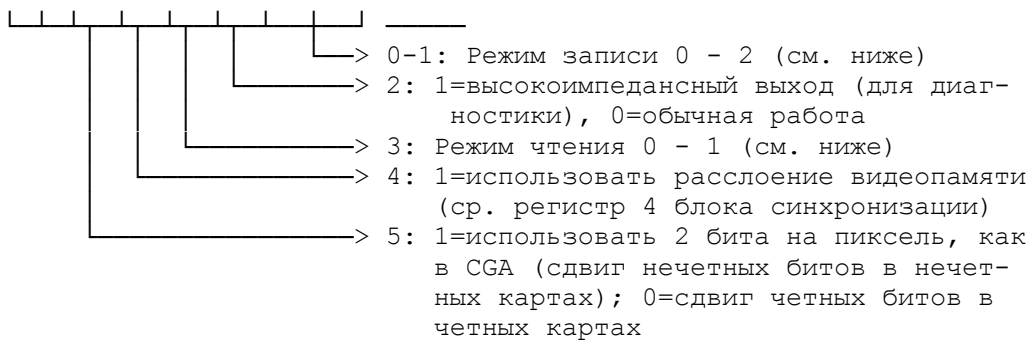 0-1: Режим записи 0 - 2 (см. ниже)
2: 1=высокоимпедансный выход (для диаг-
ностики), 0=обычная работа
3: Режим чтения 0 - 1 (см. ниже)
4: 1=использовать расслоение видеопамяти
(ср. регистр 4 блока синхронизации)
5: 1=использовать 2 бита на пиксель, как
в CGA (сдвиг нечетных битов в нечет-
ных картах); 0=сдвиг четных битов в
четных картах